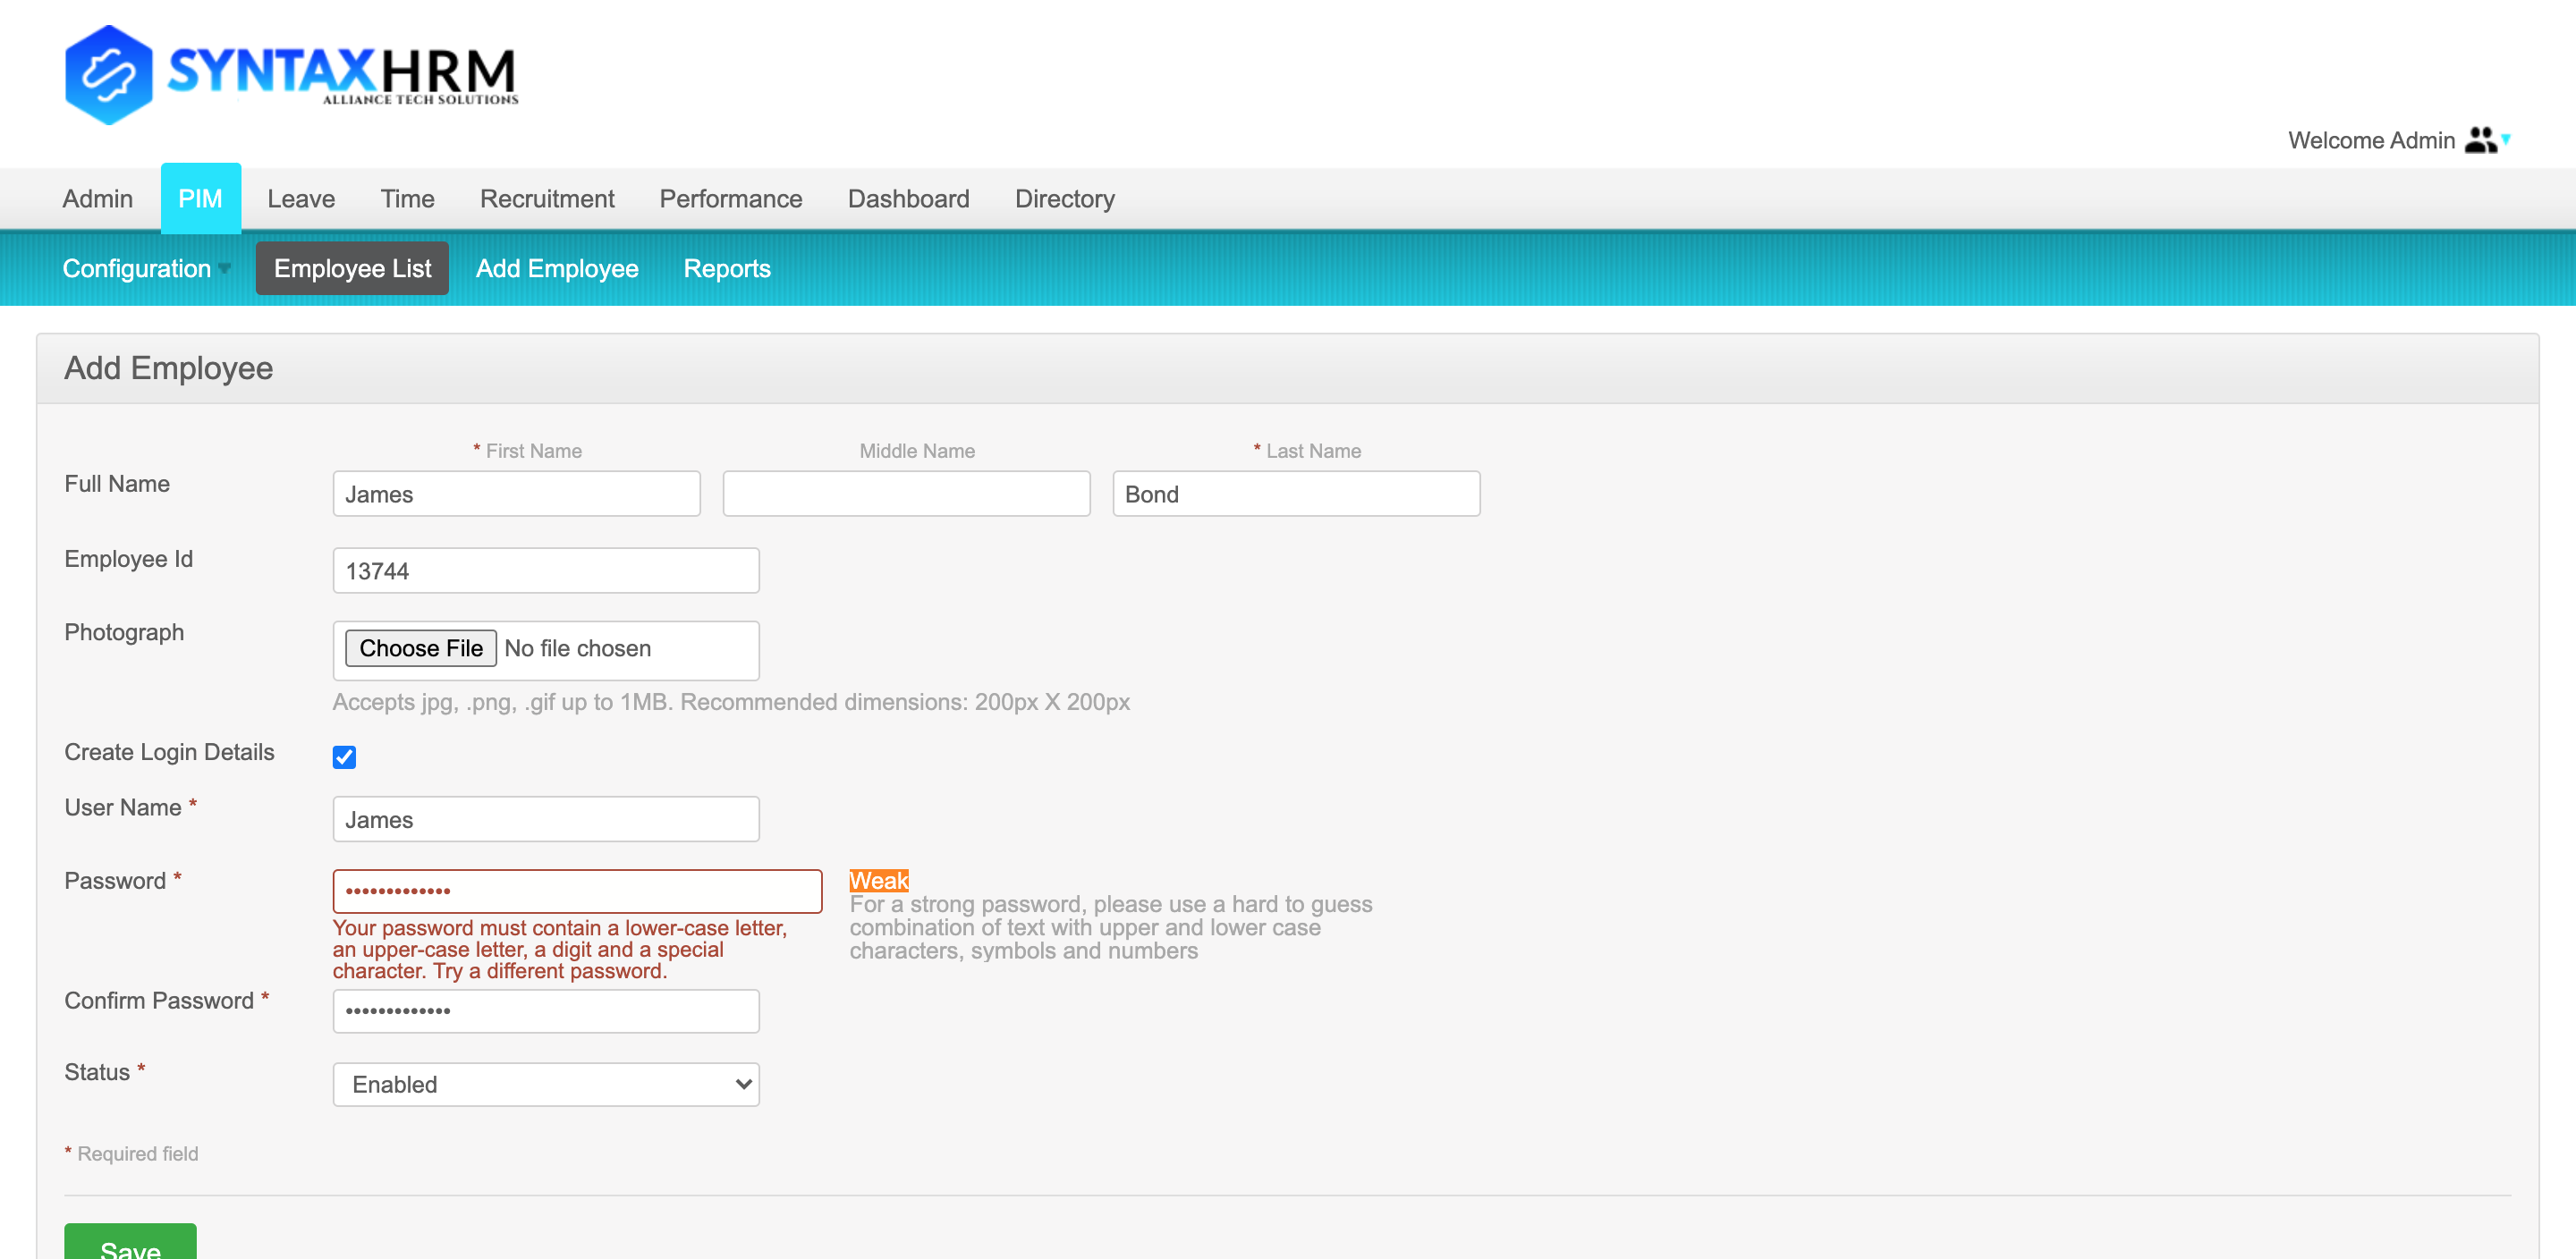 SYNTAXHRM
ALLIANCE TECH SOLUTIONS
Welcome Admin
Admin PIM Leave Time Recruitment Performance Dashboard Directory
Configuration Employee List Add Employee Reports
Add Employee
* First Name Middle Name * Last Name
Full Name James Bond
Employee Id 13744
Photograph Choose File No file chosen
Accepts jpg, .png, .gif up to 1MB. Recommended dimensions: 200px X 200px
Create Login Details
User Name * James
Password * ••••••••••••• Weak
For a strong password, please use a hard to guess
Your password must contain a lower-case letter, combination of text with upper and lower case
an upper-case letter, a digit and a special characters, symbols and numbers
character. Try a different password.
Confirm Password * •••••••••••••
Status * Enabled
* Required field
Save